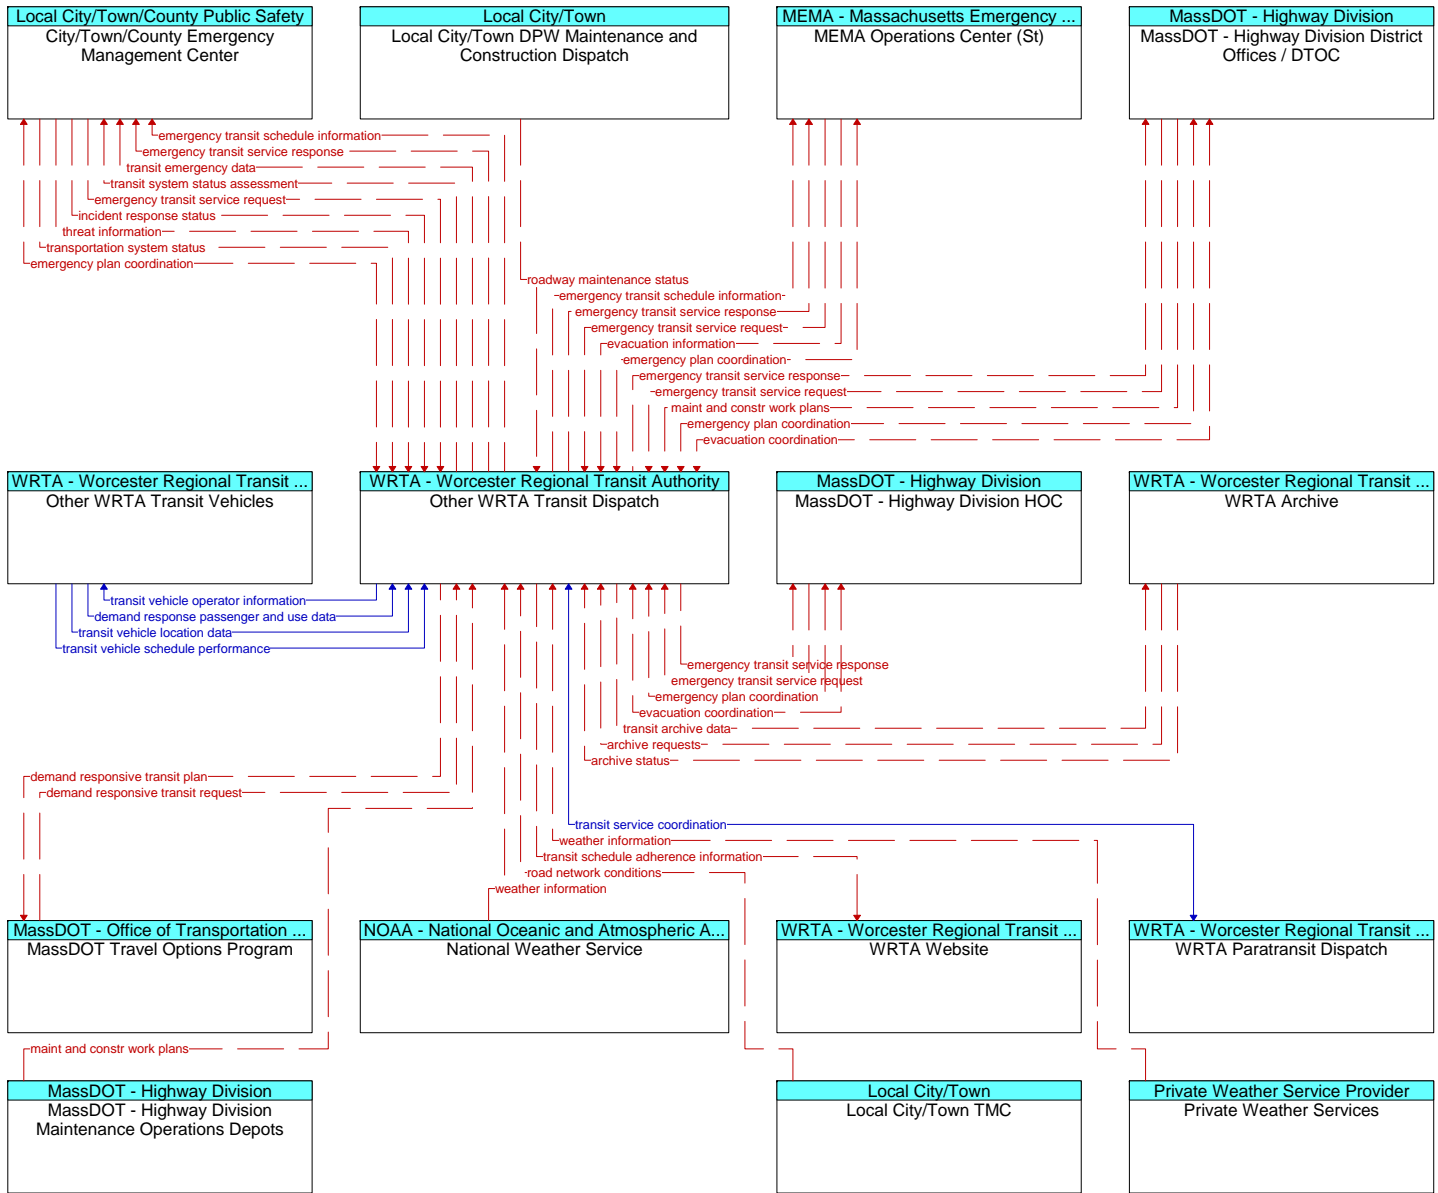 Local City/Town/County Public Safety
City/Town/County Emergency
Management Center
Local City/Town
Local City/Town DPW Maintenance and
Construction Dispatch
MEMA - Massachusetts Emergency ...
MEMA Operations Center (St)
MassDOT - Highway Division
MassDOT - Highway Division District
Offices / DTOC
emergency transit schedule information
emergency transit service response
transit emergency data
transit system status assessment
emergency transit service request
incident response status
threat information
transportation system status
emergency plan coordination
roadway maintenance status
emergency transit schedule information
emergency transit service response
emergency transit service request
evacuation information
emergency plan coordination
emergency transit service response
emergency transit service request
maint and constr work plans
emergency plan coordination
evacuation coordination
WRTA - Worcester Regional Transit ...
Other WRTA Transit Vehicles
WRTA - Worcester Regional Transit Authority
Other WRTA Transit Dispatch
MassDOT - Highway Division
MassDOT - Highway Division HOC
WRTA - Worcester Regional Transit ...
WRTA Archive
transit vehicle operator information
demand response passenger and use data
transit vehicle location data
transit vehicle schedule performance
emergency transit service response
emergency transit service request
emergency plan coordination
evacuation coordination
transit archive data
archive requests
archive status
demand responsive transit plan
demand responsive transit request
transit service coordination
weather information
transit schedule adherence information
road network conditions
weather information
MassDOT - Office of Transportation ...
MassDOT Travel Options Program
NOAA - National Oceanic and Atmospheric A...
National Weather Service
WRTA - Worcester Regional Transit ...
WRTA Website
WRTA - Worcester Regional Transit ...
WRTA Paratransit Dispatch
maint and constr work plans
MassDOT - Highway Division
MassDOT - Highway Division
Maintenance Operations Depots
Local City/Town
Local City/Town TMC
Private Weather Service Provider
Private Weather Services